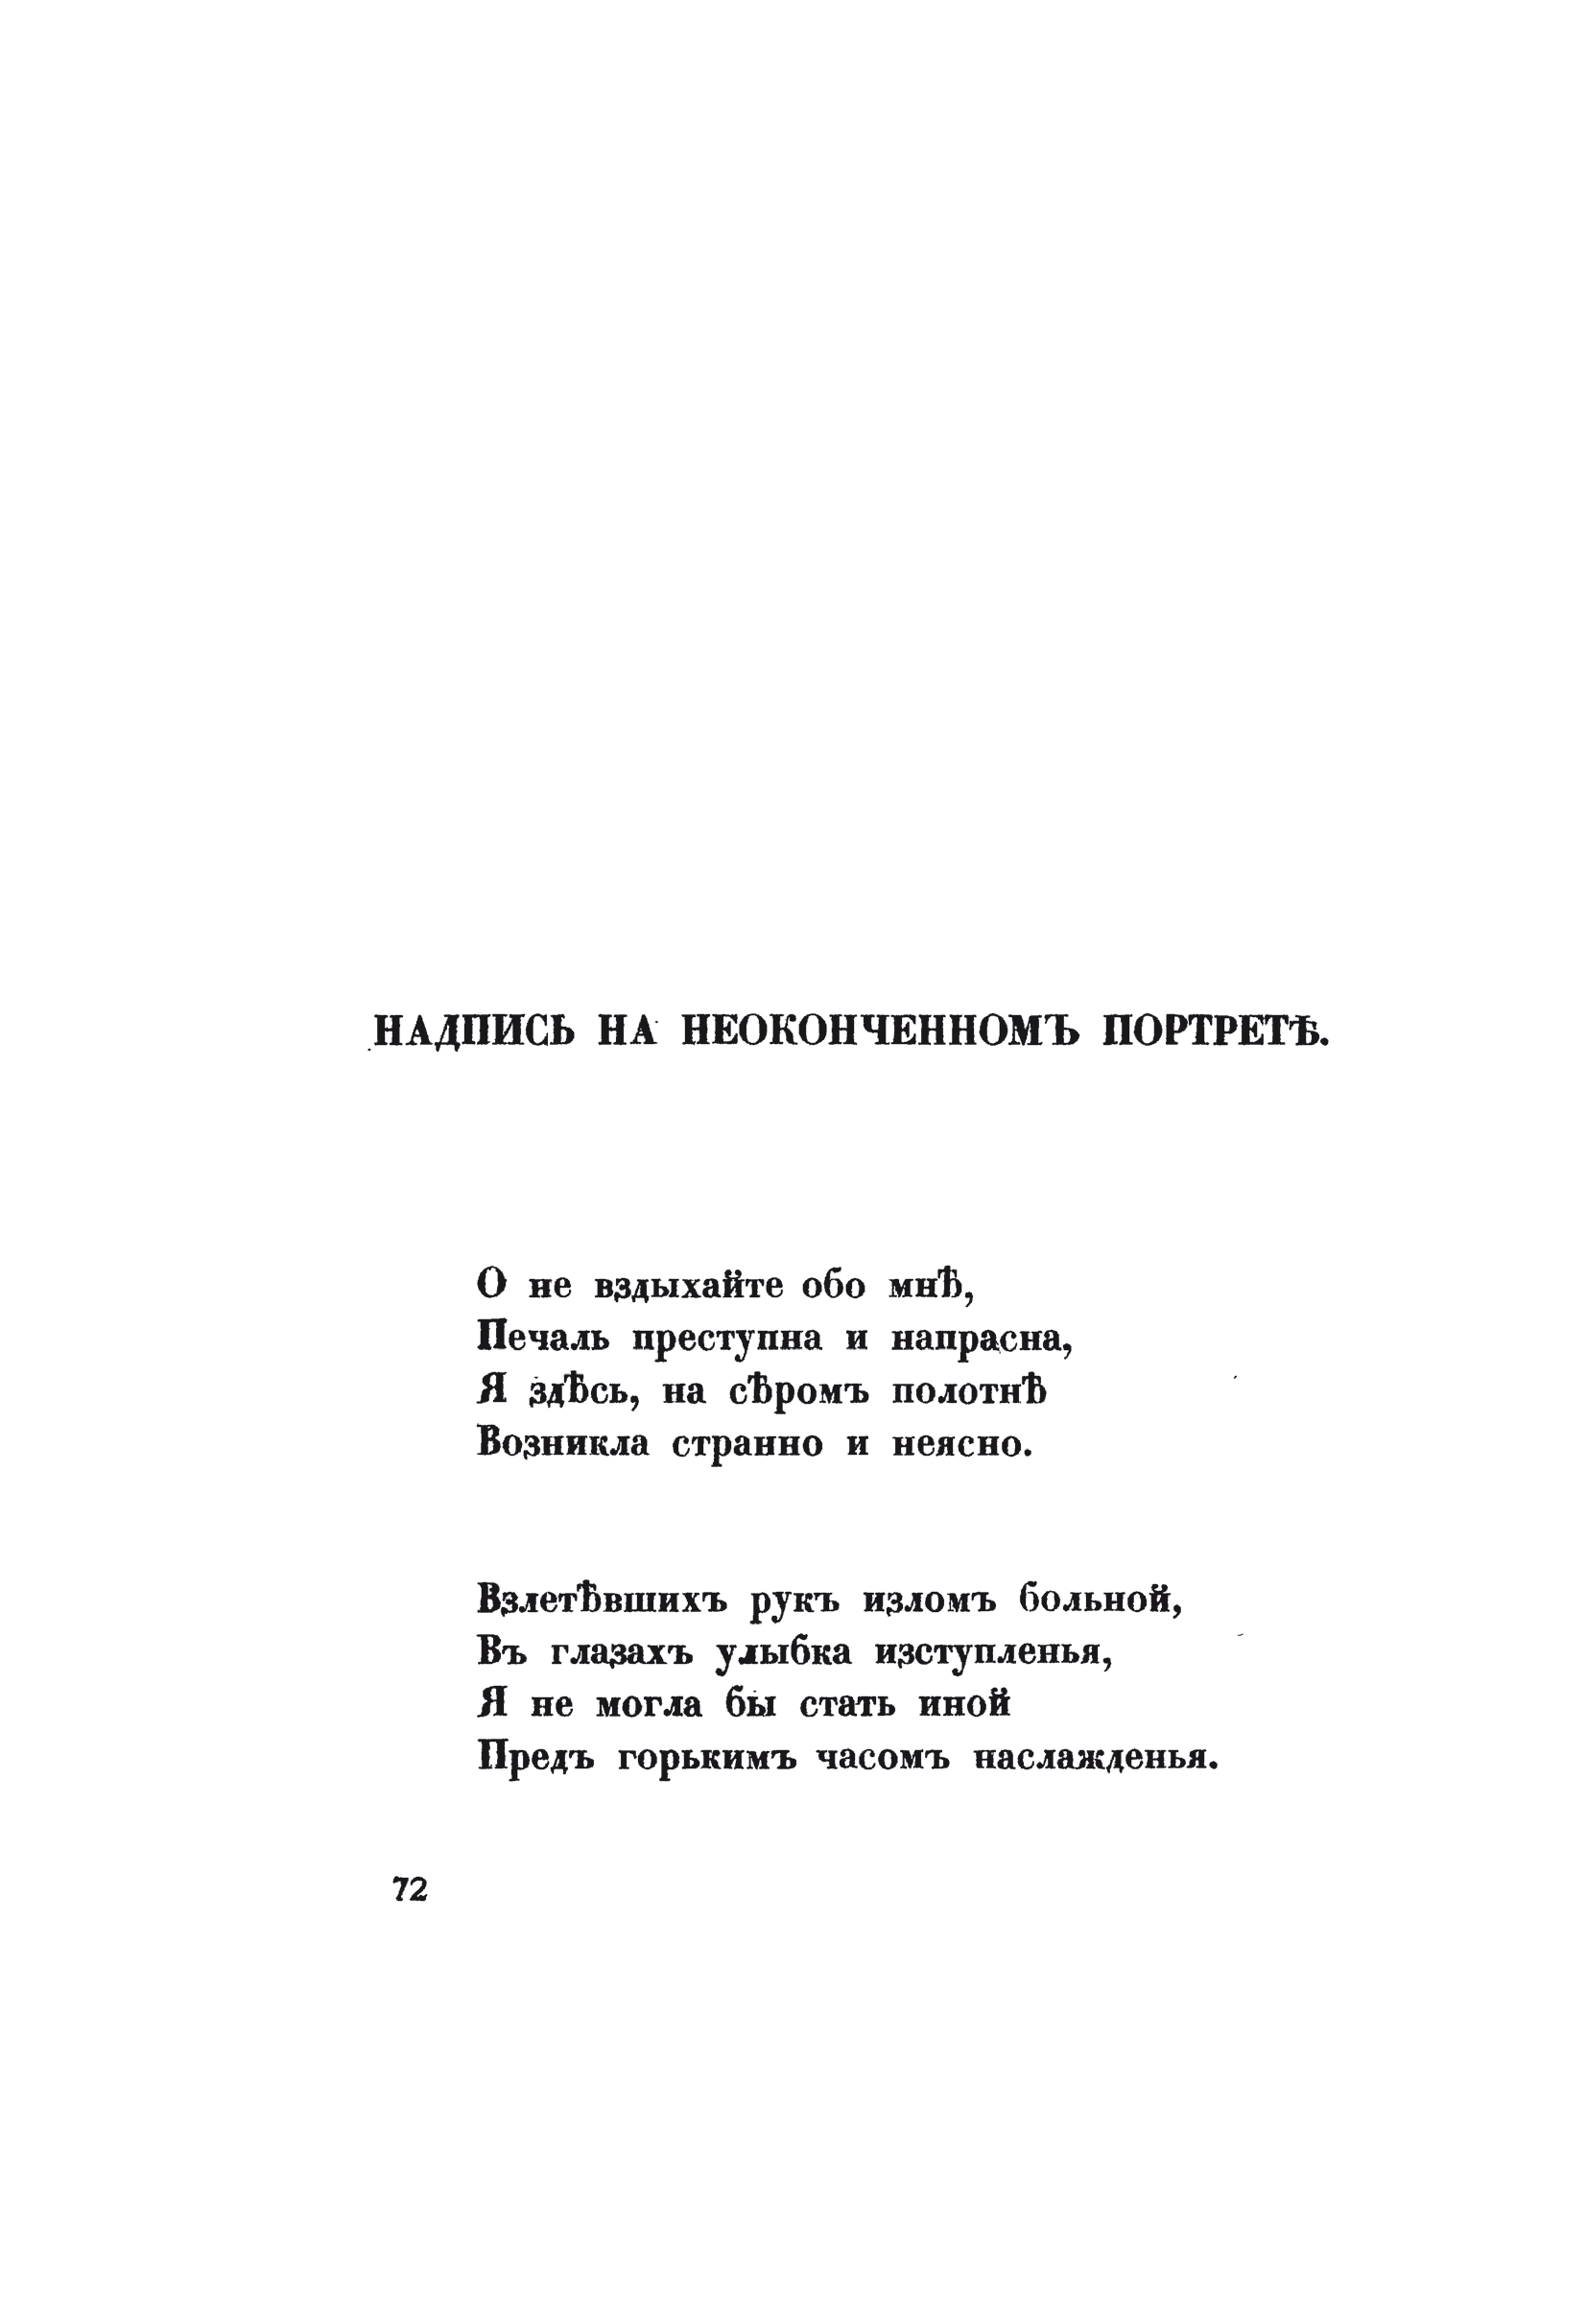 НАДПИСЬ НА НЕОКОНЧЕННОМЪ ПОРТРЕТѢ.
О не вздыхайте обо мнѣ,
Печаль преступна и напрасна,
Я здѣсь, на сѣромъ полотнѣ
Возникла странно и неясно.
Взлетѣвшихъ рукъ изломъ больной,
Въ глазахъ улыбка изступленья,
Я не могла бы стать иной
Предъ горькимъ часомъ наслажденья.
72